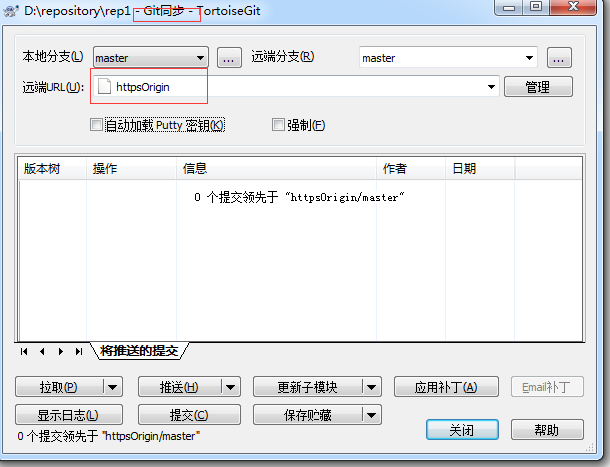 D:\repository\rep1 - Git同步 - TortoiseGit
本地分支(L) master ... 远端分支(R) master ...
远端URL(U): httpsOrigin 管理
自动加载 Putty 密钥(K) 强制(F)
版本树 操作 信息 作者 日期
0 个提交领先于 "httpsOrigin/master"
将推送的提交
拉取(P) 推送(H) 更新子模块 应用补丁(A) Email补丁
显示日志(L) 提交(C) 保存贮藏
关闭 帮助
0 个提交领先于 "httpsOrigin/master"